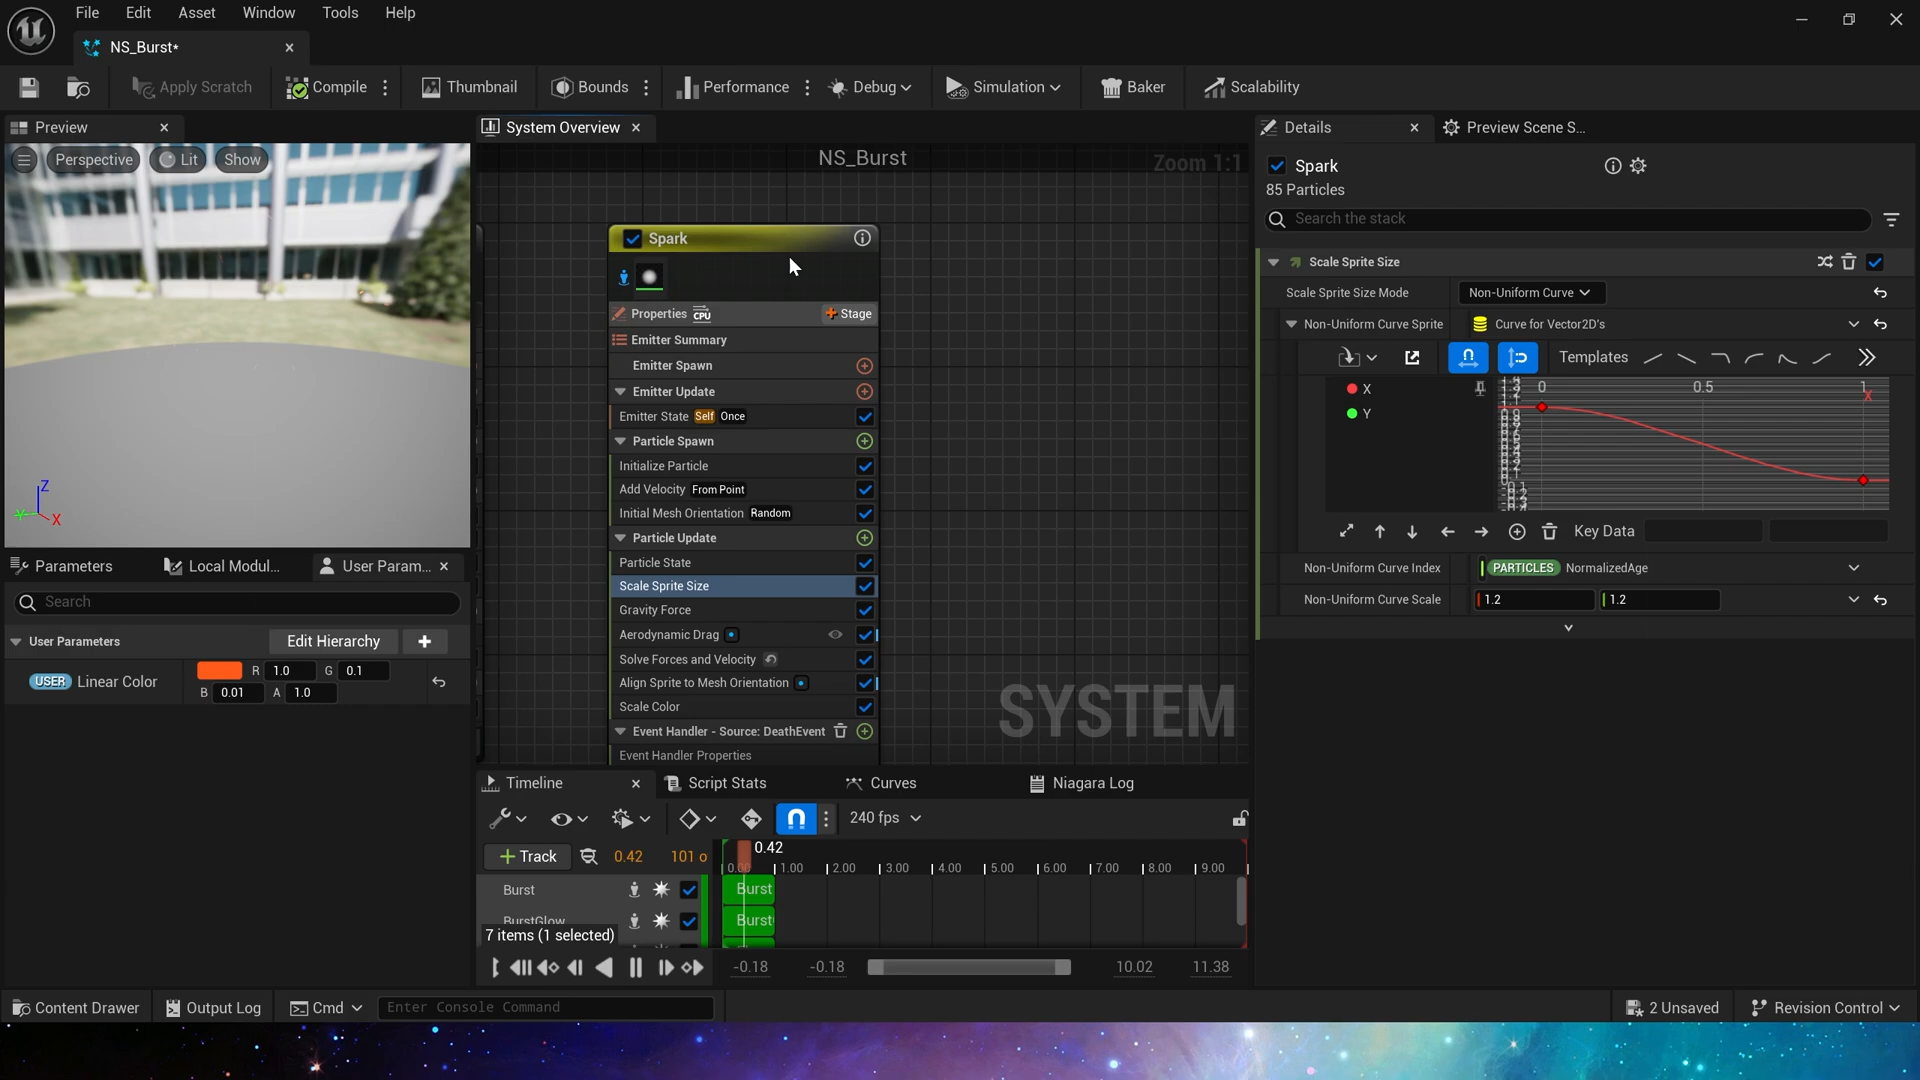 File Edit Asset Window Tools Help
NS_Burst*
Apply Scratch Compile Thumbnail Bounds Performance Debug Simulation Baker Scalability
Preview
Perspective Lit Show
Z
Y X
Parameters Local Modul... User Param...
Search
User Parameters Edit Hierarchy
USER Linear Color R 1.0 G 0.1
B 0.01 A 1.0
System Overview
NS_Burst Zoom 1:1
Spark
Properties CPU Stage
Emitter Summary
Emitter Spawn
Emitter Update
Emitter State Self Once
Particle Spawn
Initialize Particle
Add Velocity From Point
Initial Mesh Orientation Random
Particle Update
Particle State
Scale Sprite Size
Gravity Force
Aerodynamic Drag
Solve Forces and Velocity
Align Sprite to Mesh Orientation
Scale Color
Event Handler - Source: DeathEvent
Event Handler Properties
SYSTEM
Timeline Script Stats Curves Niagara Log
240 fps
Track 0.42 101 o
0.42
1.00 2.00 3.00 4.00 5.00 6.00 7.00 8.00 9.00
Burst Burst
BurstGlow Burst
7 items (1 selected)
-0.18 -0.18 10.02 11.38
Details Preview Scene S...
Spark
85 Particles
Search the stack
Scale Sprite Size
Scale Sprite Size Mode Non-Uniform Curve
Non-Uniform Curve Sprite Curve for Vector2D's
Templates
X 0 0.5 1
X
Y
Key Data
Non-Uniform Curve Index PARTICLES NormalizedAge
Non-Uniform Curve Scale 1.2 1.2
Content Drawer Output Log Cmd Enter Console Command 2 Unsaved Revision Control